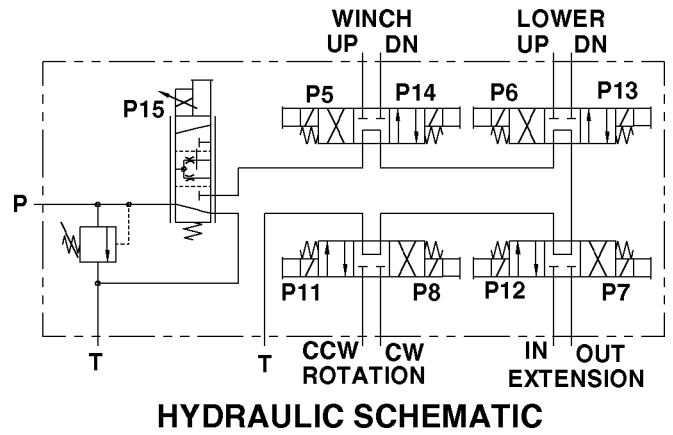 WINCH
LOWER
UP DN
UP DN
P15
P5
P14
P6
P13
P
P11
P8
P12
P7
T
T
CCW CW
ROTATION
IN OUT
EXTENSION
HYDRAULIC SCHEMATIC